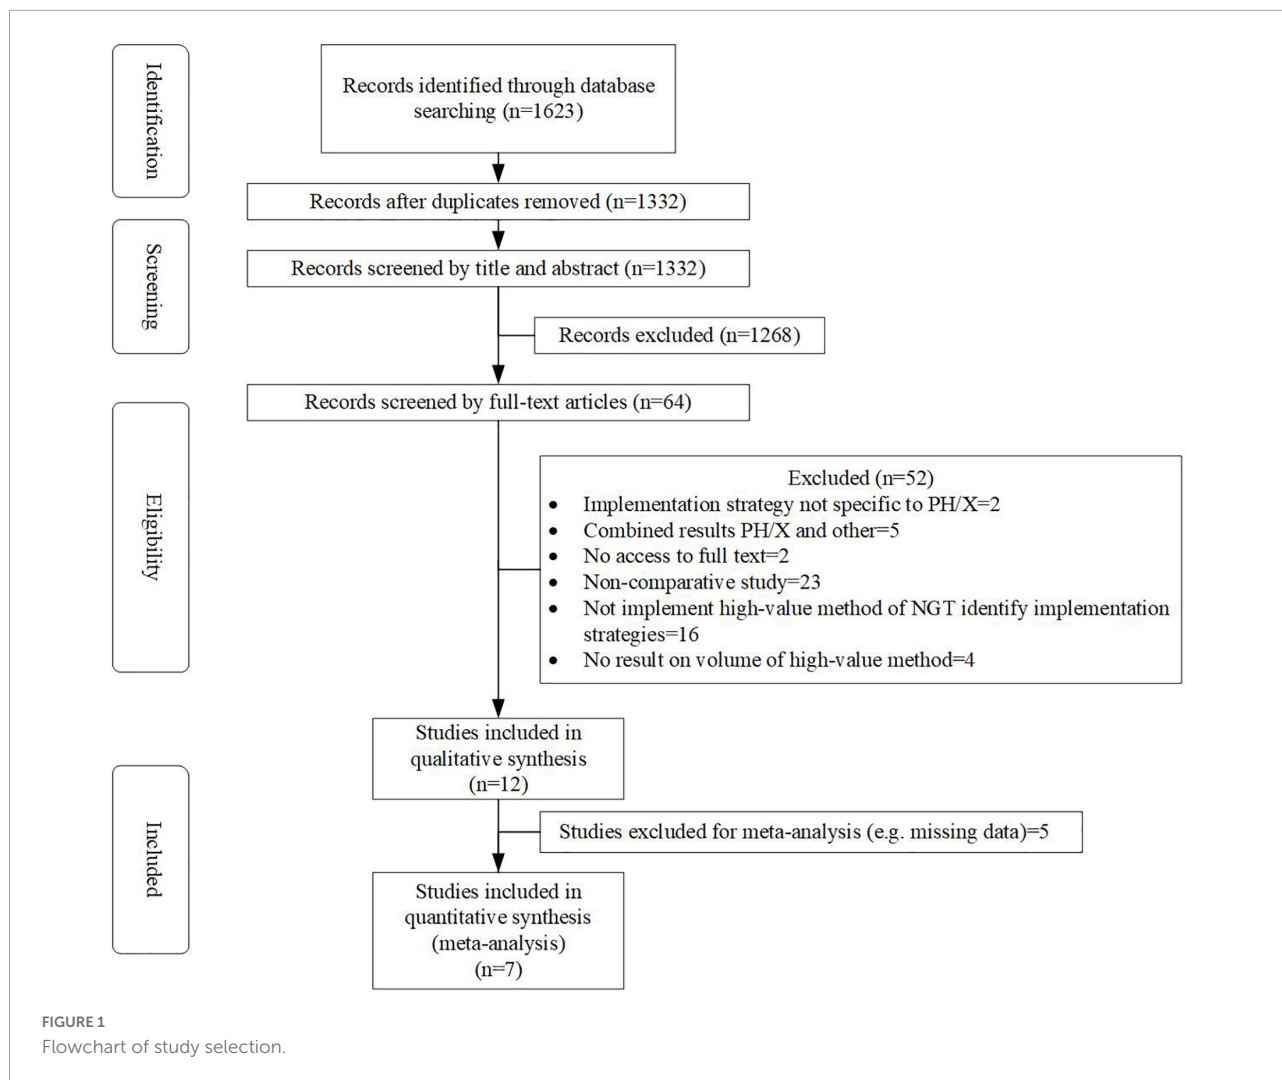 Identification
Records identified through database
searching (n=1623)
Records after duplicates removed (n=1332)
Screening
Records screened by title and abstract (n=1332)
Records excluded (n=1268)
Records screened by full-text articles (n=64)
Eligibility
Excluded (n=52)
• Implementation strategy not specific to PH/X=2
• Combined results PH/X and other=5
• No access to full text=2
• Non-comparative study=23
• Not implement high-value method of NGT identify implementation
strategies=16
• No result on volume of high-value method=4
Studies included in
qualitative synthesis
(n=12)
Included
Studies excluded for meta-analysis (e.g. missing data)=5
Studies included in
quantitative synthesis
(meta-analysis)
(n=7)
FIGURE 1
Flowchart of study selection.